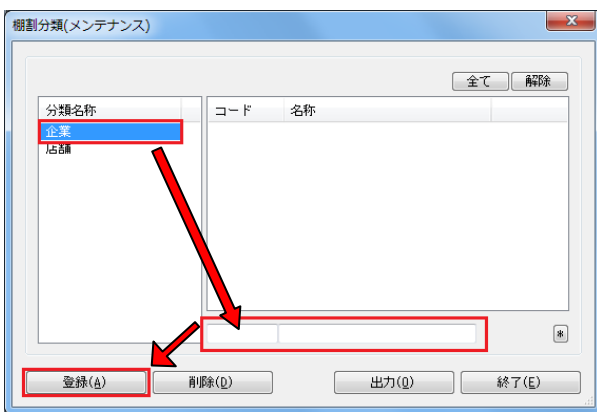 棚割分類(メンテナンス)
全て 解除
分類名称 コード 名称
企業
店舗
*
登録(A) 削除(D) 出力(O) 終了(E)